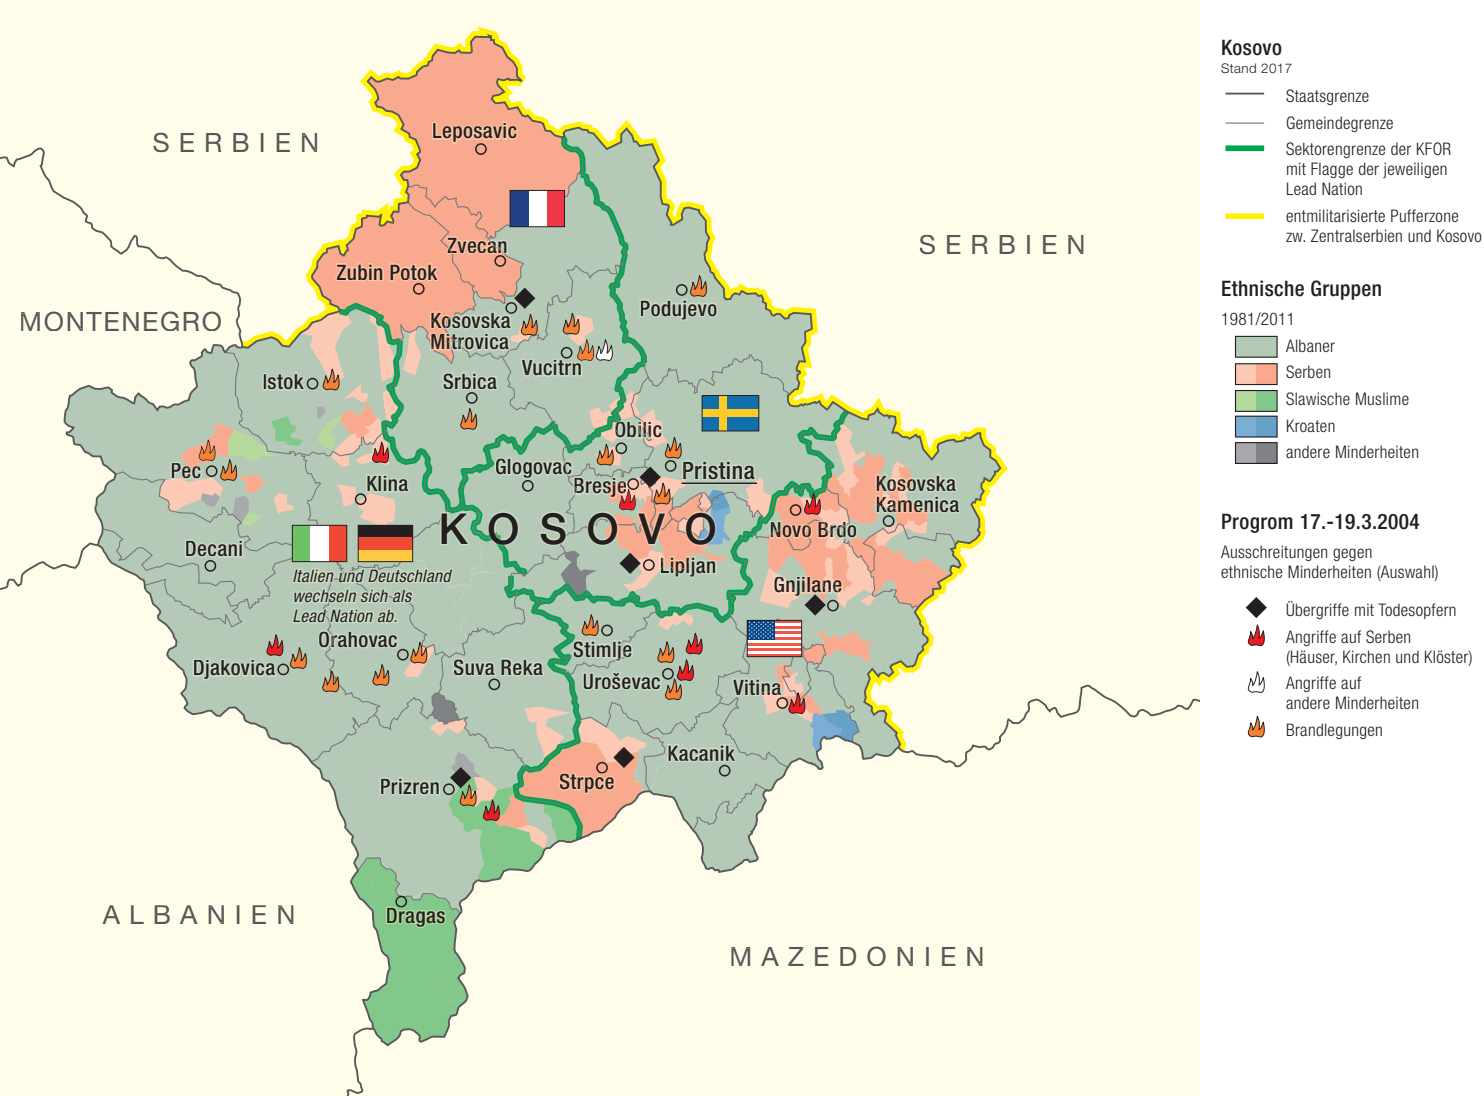 SERBIEN
Leposavic
Zvecan
SERBIEN
Zubin Potok
Podujevo
MONTENEGRO
Kosovska
Mitrovica
Vucitrn
Istok
Srbica
Obilic
Glogovac
Pec
Pristina
Klina
Bresje
Kosovska
Kamenica
KOSOVO
Novo Brdo
Decani
Lipljan
Italien und Deutschland
wechseln sich als
Lead Nation ab.
Gnjilane
Orahovac
Stimlje
Djakovica
Suva Reka
Uroševac
Vitina
Kacanik
Prizren
Strpce
ALBANIEN
Dragas
MAZEDONIEN
Kosovo
Stand 2017
Staatsgrenze
Gemeindegrenze
Sektorengrenze der KFOR
mit Flagge der jeweiligen
Lead Nation
entmilitarisierte Pufferzone
zw. Zentralserbien und Kosovo
Ethnische Gruppen
1981/2011
Albaner
Serben
Slawische Muslime
Kroaten
andere Minderheiten
Progrom 17.-19.3.2004
Ausschreitungen gegen
ethnische Minderheiten (Auswahl)
Übergriffe mit Todesopfern
Angriffe auf Serben
(Häuser, Kirchen und Klöster)
Angriffe auf
andere Minderheiten
Brandlegungen